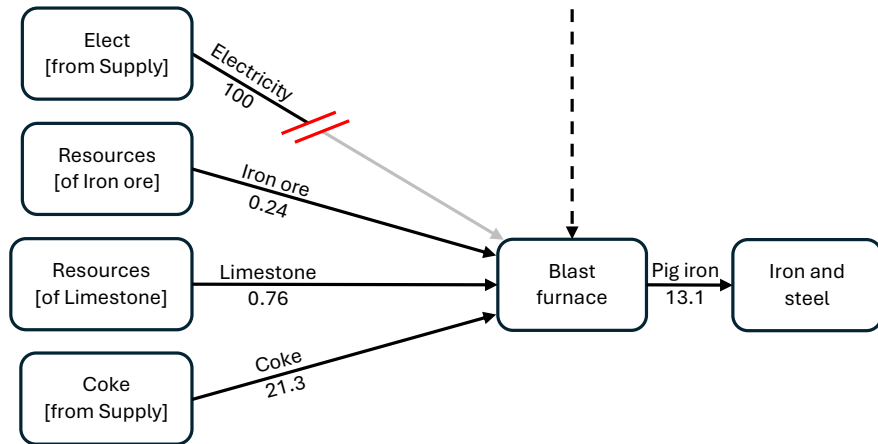 Elect
[from Supply]
Electricity
100
Resources
[of Iron ore]
Iron ore
0.24
Resources
[of Limestone]
Limestone
0.76
Coke
[from Supply]
Coke
21.3
Blast
furnace
Pig iron
13.1
Iron and
steel